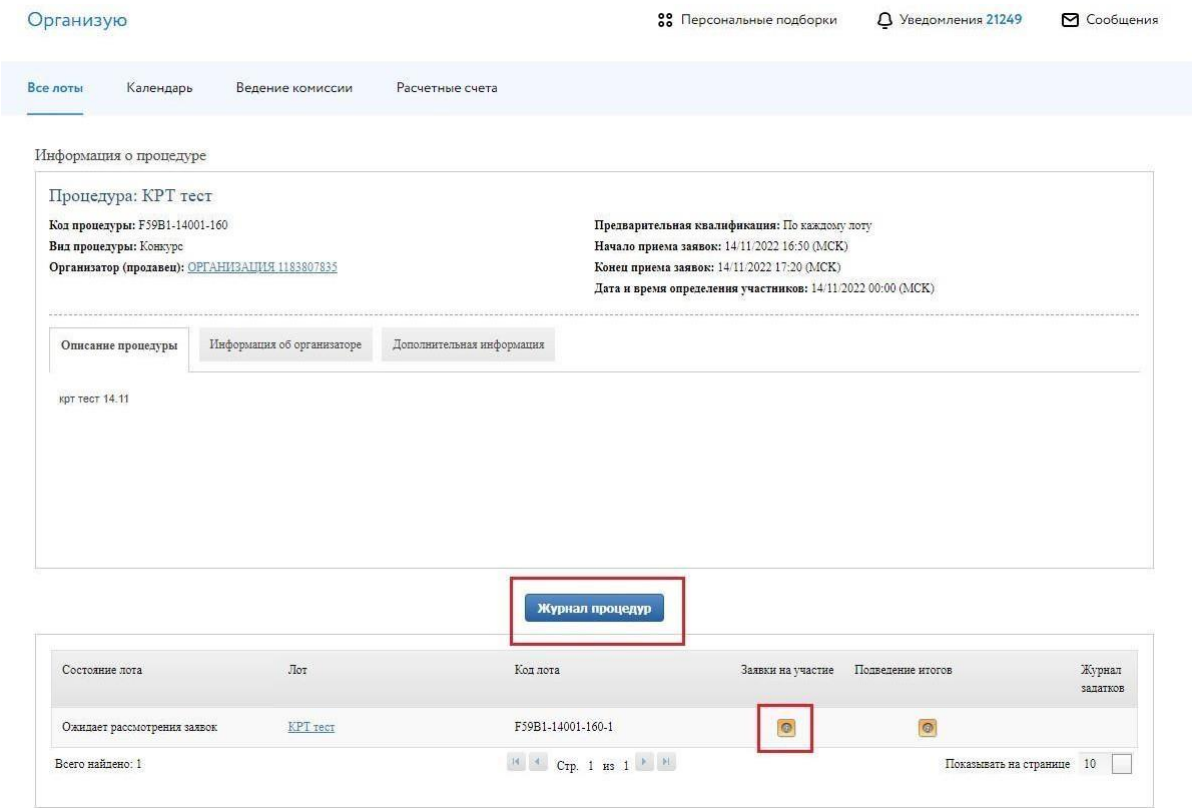 Организую
Персональные подборки
Уведомления 21249
Сообщения
Все лоты
Календарь
Ведение комиссии
Расчетные счета
Информация о процедуре
Процедура: КРТ тест
Код процедуры: F59B1-14001-160
Вид процедуры: Конкурс
Организатор (продавец): ОРГАНИЗАЦИЯ 1183807835
Предварительная квалификация: По каждому лоту
Начало приема заявок: 14/11/2022 16:50 (МСК)
Конец приема заявок: 14/11/2022 17:20 (МСК)
Дата и время определения участников: 14/11/2022 00:00 (МСК)
Описание процедуры
Информация об организаторе
Дополнительная информация
крт тест 14.11
Журнал процедур
Состояние лота
Лот
Код лота
Заявки на участие
Подведение итогов
Журнал
задатков
Ожидает рассмотрения заявок
КРТ тест
F59B1-14001-160-1
Всего найдено: 1
Стр. 1 из 1
Показывать на странице 10